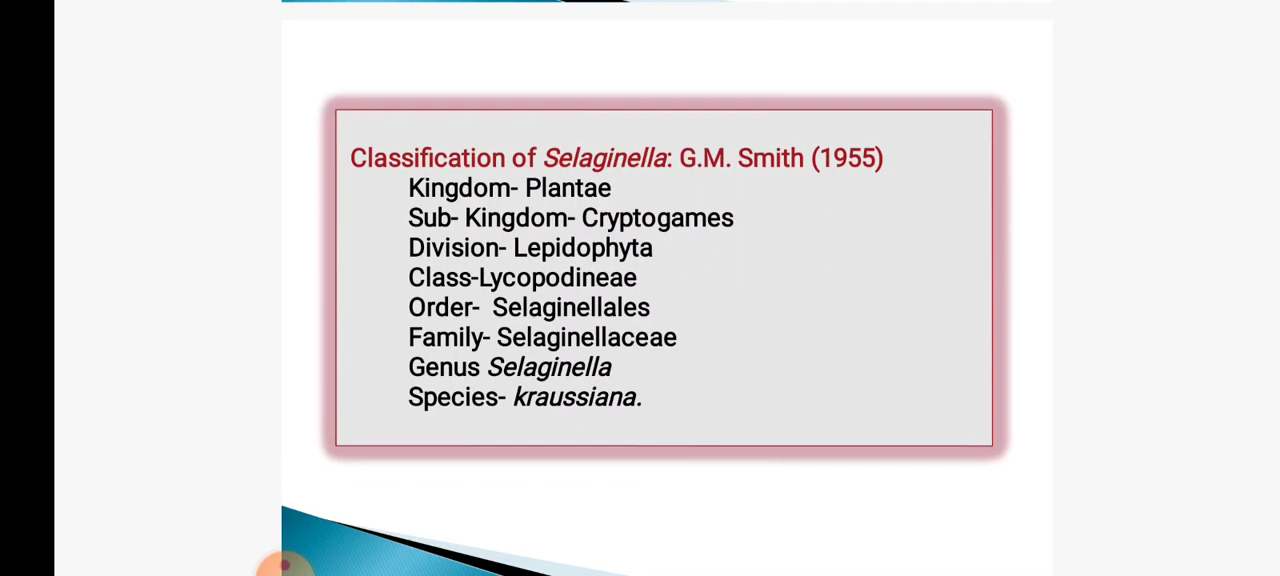 Classification of Selaginella: G.M. Smith (1955)
Kingdom- Plantae
Sub- Kingdom- Cryptogames
Division- Lepidophyta
Class-Lycopodineae
Order- Selaginellales
Family- Selaginellaceae
Genus Selaginella
Species- kraussiana.